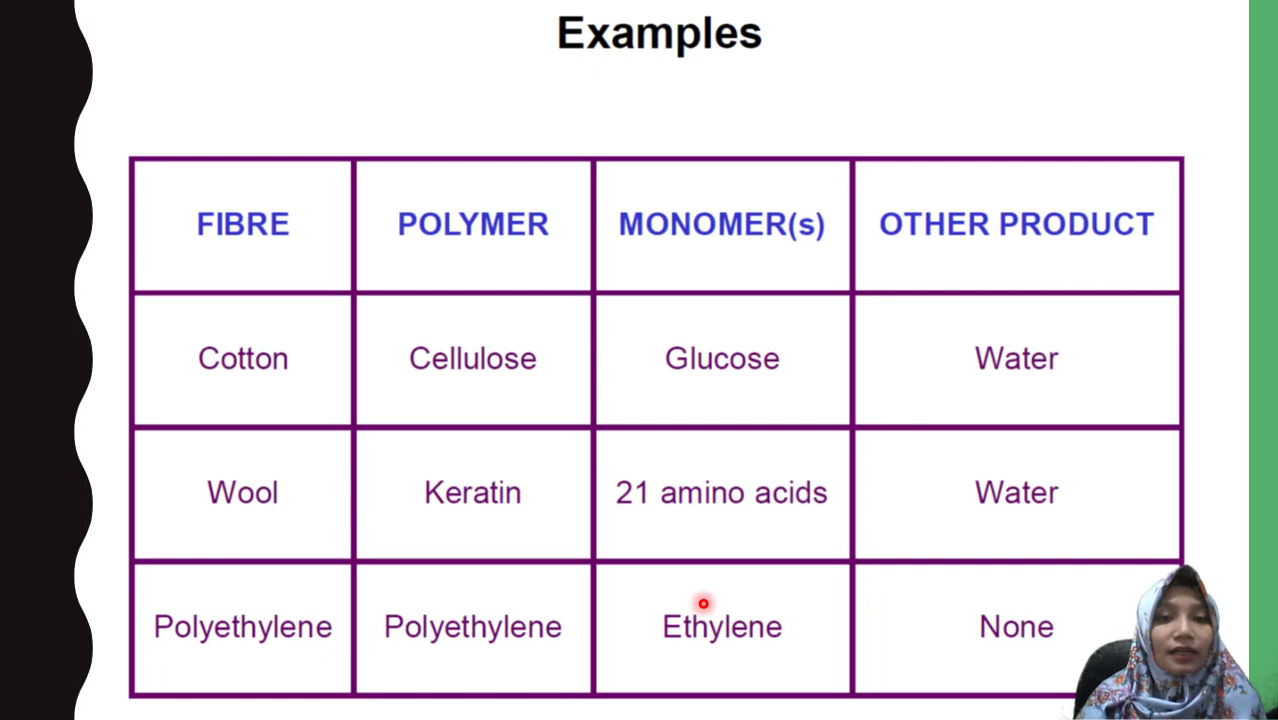 Examples
FIBRE POLYMER MONOMER(s) OTHER PRODUCT
Cotton Cellulose Glucose Water
Wool Keratin 21 amino acids Water
Polyethylene Polyethylene Ethylene None